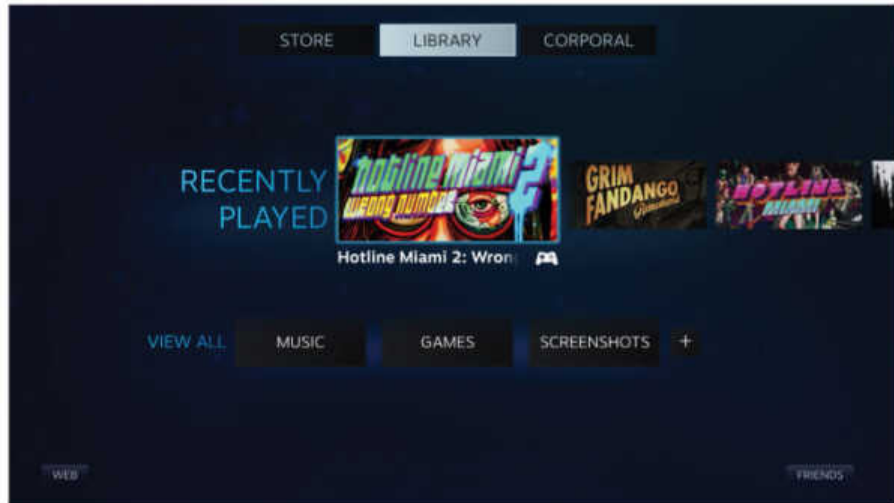 STORE LIBRARY CORPORAL
RECENTLY
PLAYED
hotline miami 2
wrong number
GRIM
FANDANGO
Remastered
HOTLINE
MIAMI
Hotline Miami 2: Wron
VIEW ALL MUSIC GAMES SCREENSHOTS +
WEB FRIENDS